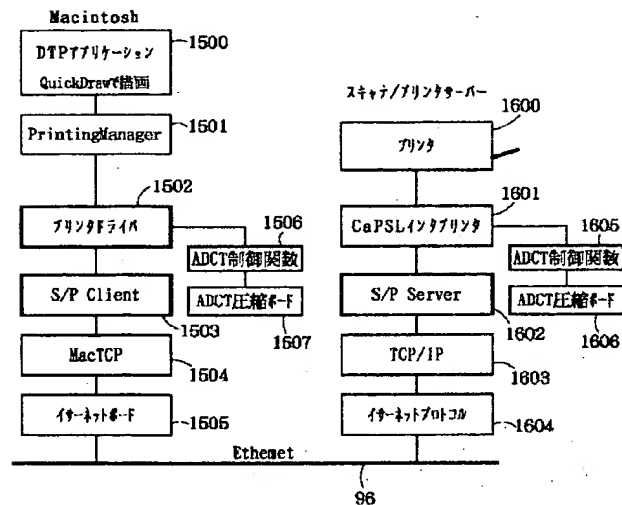 Macintosh
DTPアプリケーション
QuickDrawで描画
1500
PrintingManager
1501
プリンタドライバ
1502
ADCT制御関数
1506
ADCT圧縮ボード
1507
S/P Client
1503
MacTCP
1504
イサーネットボード
1505
スキャナ/プリンタサーバー
プリンタ
1600
CaPSLインタプリンタ
1601
ADCT制御関数
1605
ADCT圧縮ボード
1606
S/P Server
1602
TCP/IP
1603
イサーネットプロトコル
1604
Ethemet
96